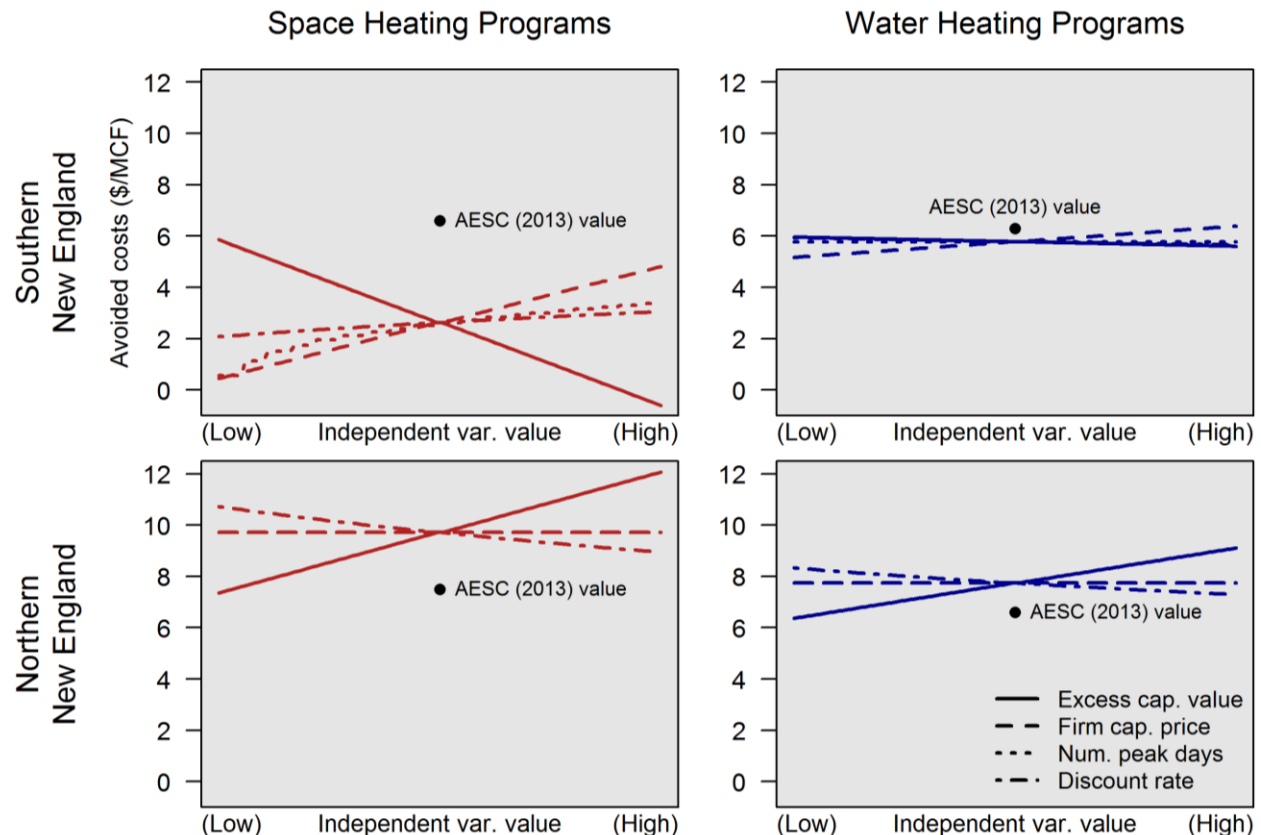 Space Heating Programs
Water Heating Programs
Southern
New England
Avoided costs ($/MCF)
12
10
8
6
4
2
0
AESC (2013) value
(Low) Independent var. value (High)
12
10
8
6
4
2
0
AESC (2013) value
(Low) Independent var. value (High)
Northern
New England
12
10
8
6
4
2
0
AESC (2013) value
(Low) Independent var. value (High)
12
10
8
6
4
2
0
AESC (2013) value
Excess cap. value
Firm cap. price
Num. peak days
Discount rate
(Low) Independent var. value (High)